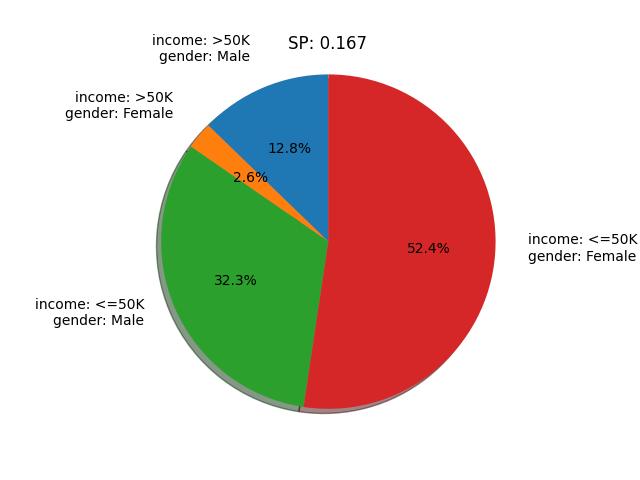 SP: 0.167
income: >50K
gender: Male
income: >50K
gender: Female
12.8%
2.6%
52.4%
income: <=50K
gender: Female
32.3%
income: <=50K
gender: Male